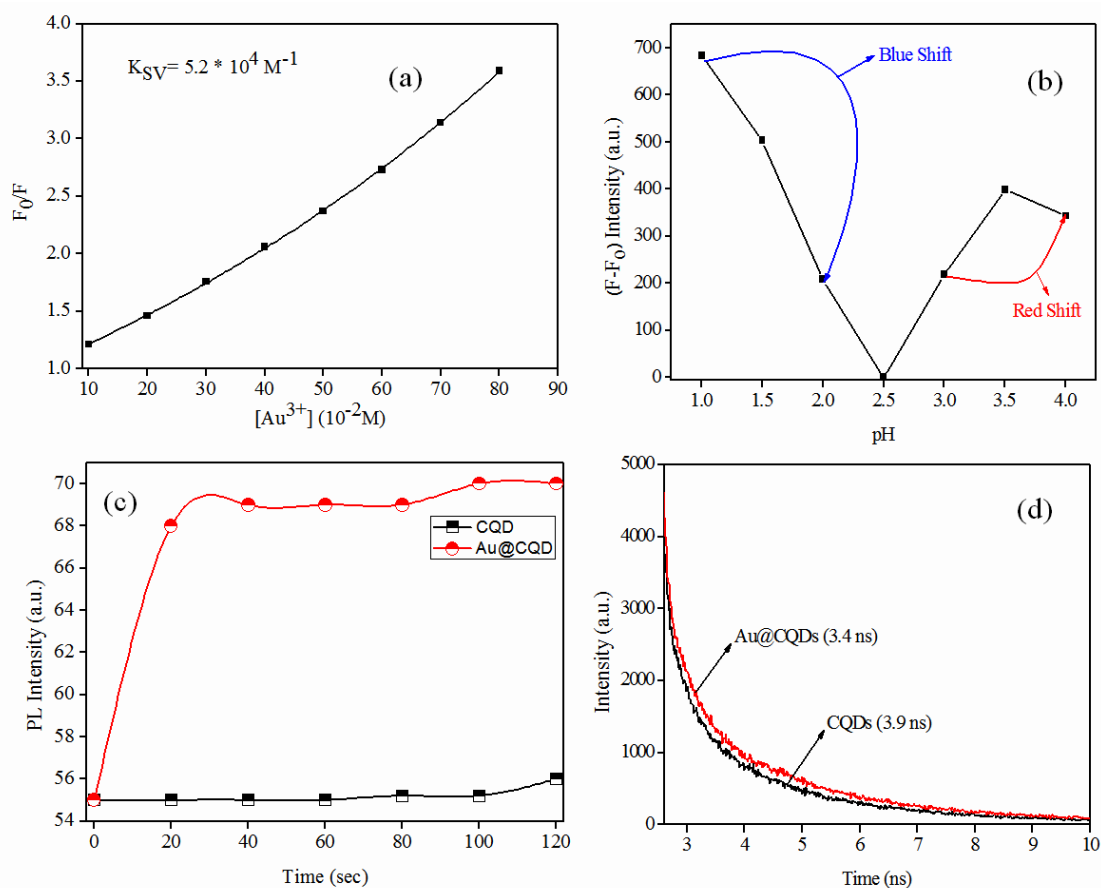 4.0
3.5
3.0
2.5
2.0
1.5
1.0
K_SV= 5.2 * 10^4 M^-1
(a)
F_0/F
10 20 30 40 50 60 70 80 90
[Au^3+] (10^-2M)
700
600
500
400
300
200
100
0
Blue Shift
(b)
Red Shift
(F-F_0) Intensity (a.u.)
1.0 1.5 2.0 2.5 3.0 3.5 4.0
pH
70
68
66
64
62
60
58
56
54
(c)
CQD
Au@CQD
PL Intensity (a.u.)
0 20 40 60 80 100 120
Time (sec)
5000
4000
3000
2000
1000
0
(d)
Au@CQDs (3.4 ns)
CQDs (3.9 ns)
Intensity (a.u.)
3 4 5 6 7 8 9 10
Time (ns)